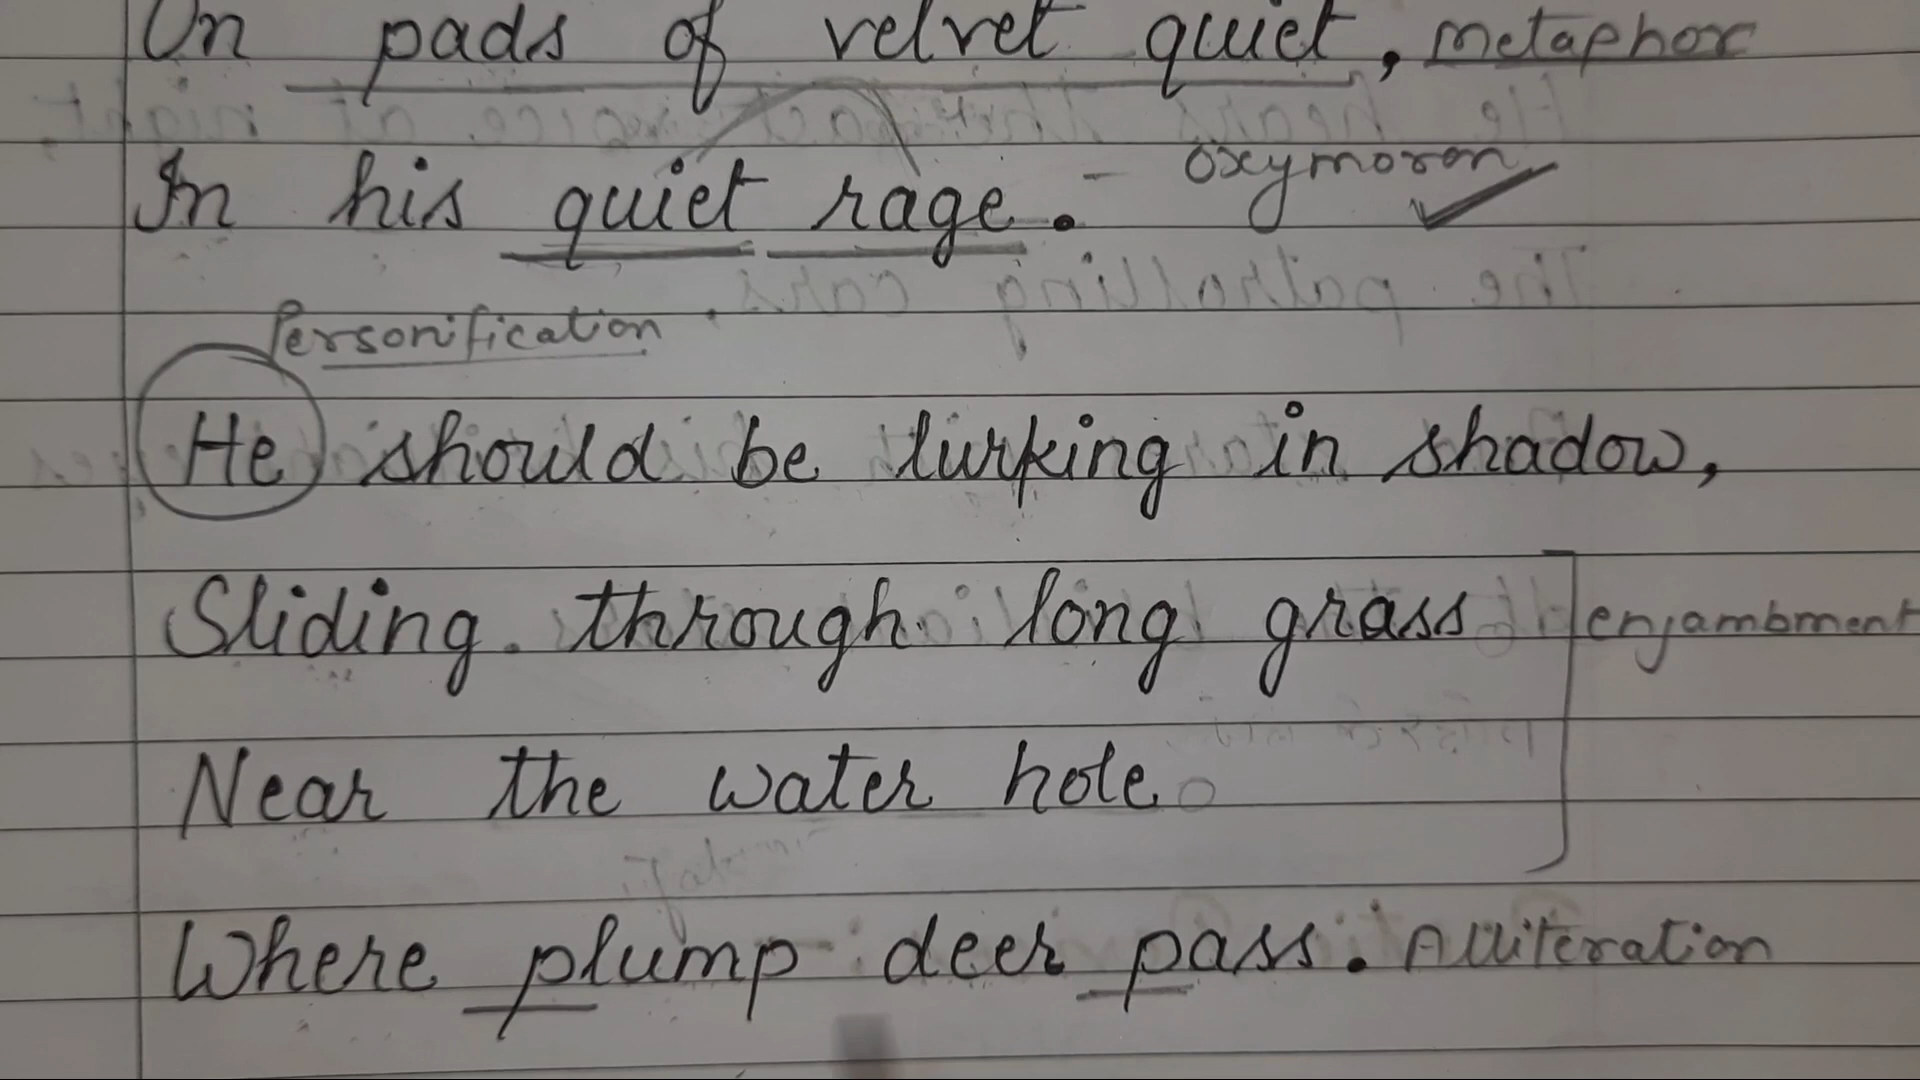 On pads of velvet quiet, metaphor
In his quiet rage. - Oxymoron
Personification
He should be lurking in shadow,
Sliding through long grass
enjambment
Near the water hole
Where plump deer pass. Alliteration